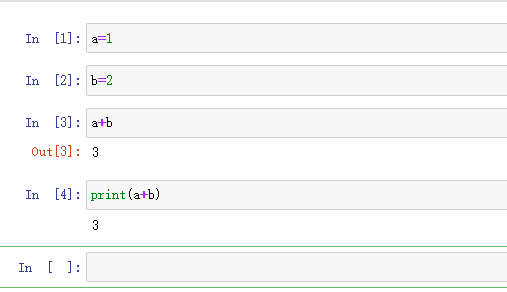 In [1]: a=1
In [2]: b=2
In [3]: a+b
Out[3]: 3
In [4]: print(a+b)
3
In [ ]: